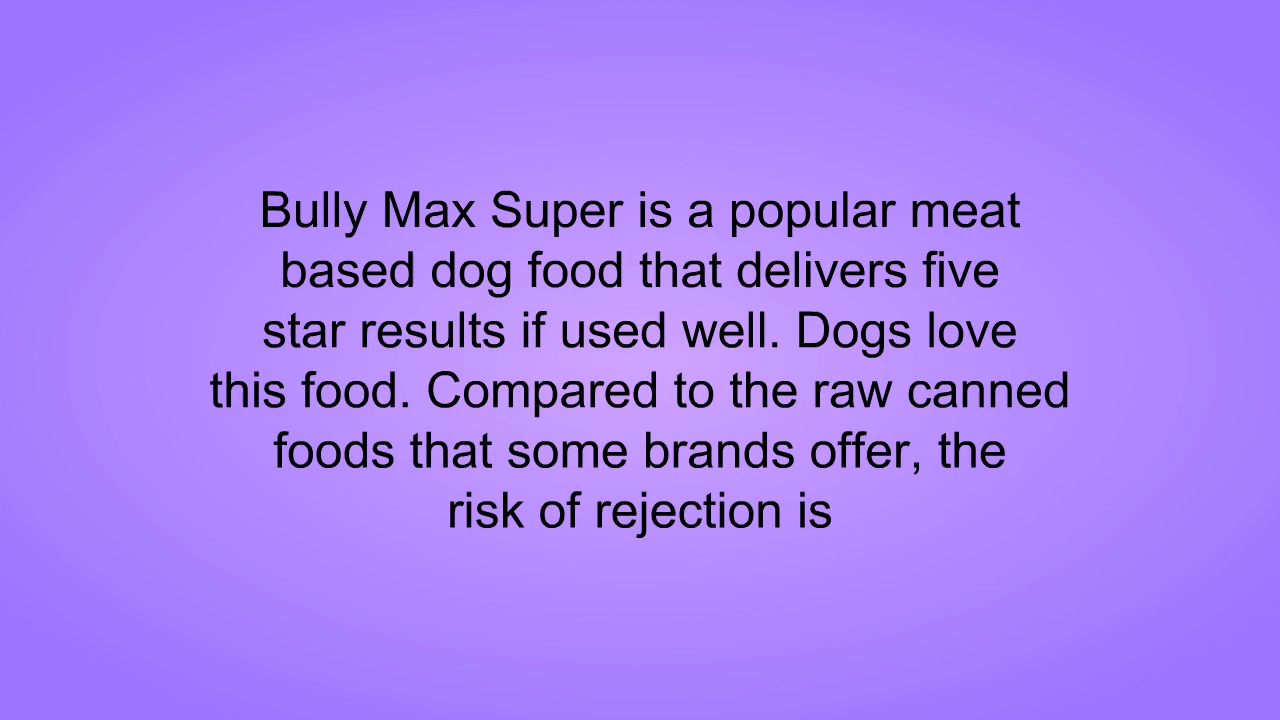 Bully Max Super is a popular meat
based dog food that delivers five
star results if used well. Dogs love
this food. Compared to the raw canned
foods that some brands offer, the
risk of rejection is